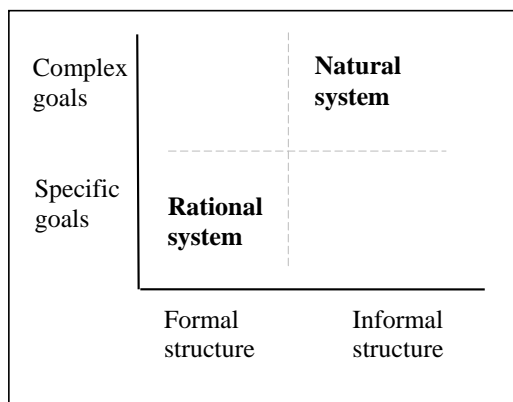 Complex
goals
Natural
system
Specific
goals
Rational
system
Formal
structure
Informal
structure